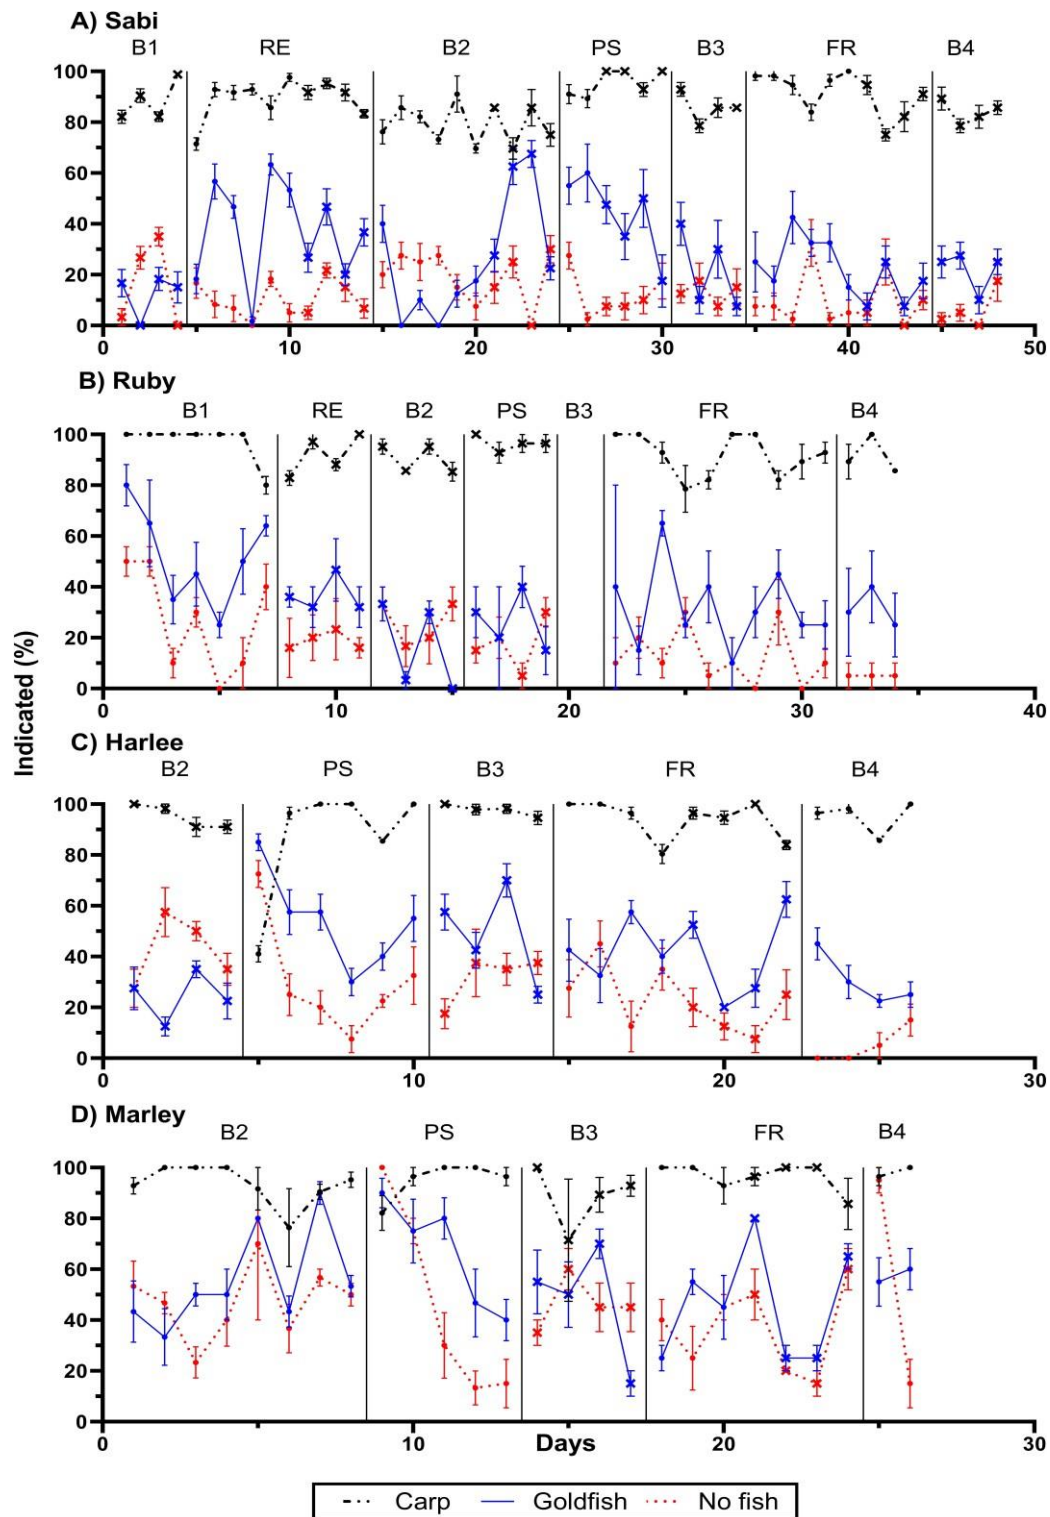 A) Sabi
B1 RE B2 PS B3 FR B4
100
80
60
40
20
0
0 10 20 30 40 50
B) Ruby
B1 RE B2 PS B3 FR B4
100
80
60
40
20
0
0 10 20 30 40
Indicated (%)
C) Harlee
B2 PS B3 FR B4
100
80
60
40
20
0
0 10 20 30
D) Marley
B2 PS B3 FR B4
100
80
60
40
20
0
0 10 20 30
Days
Carp Goldfish No fish